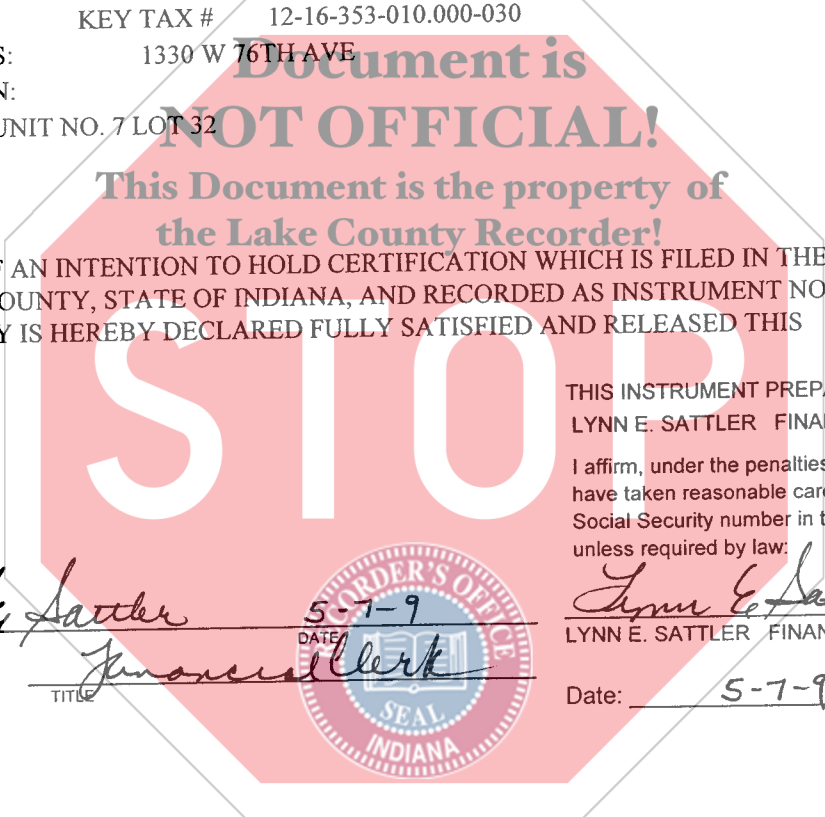 KEY TAX # 12-16-353-010.000-030
S: 1330 W 76TH AVE
N:
UNIT NO. 7 LOT 32
Document is
NOT OFFICIAL!
This Document is the property of
the Lake County Recorder!
F AN INTENTION TO HOLD CERTIFICATION WHICH IS FILED IN THE
OUNTY, STATE OF INDIANA, AND RECORDED AS INSTRUMENT NO
Y IS HEREBY DECLARED FULLY SATISFIED AND RELEASED THIS
STOP
THIS INSTRUMENT PREPA
LYNN E. SATTLER FINAN
I affirm, under the penalties
have taken reasonable care
Social Security number in t
unless required by law:
E Sattler 5-7-9
DATE
Financial Clerk
TITLE
RECORDER'S OFFICE
SEAL
INDIANA
Lynn E Sa
LYNN E. SATTLER FINAN
Date: 5-7-9